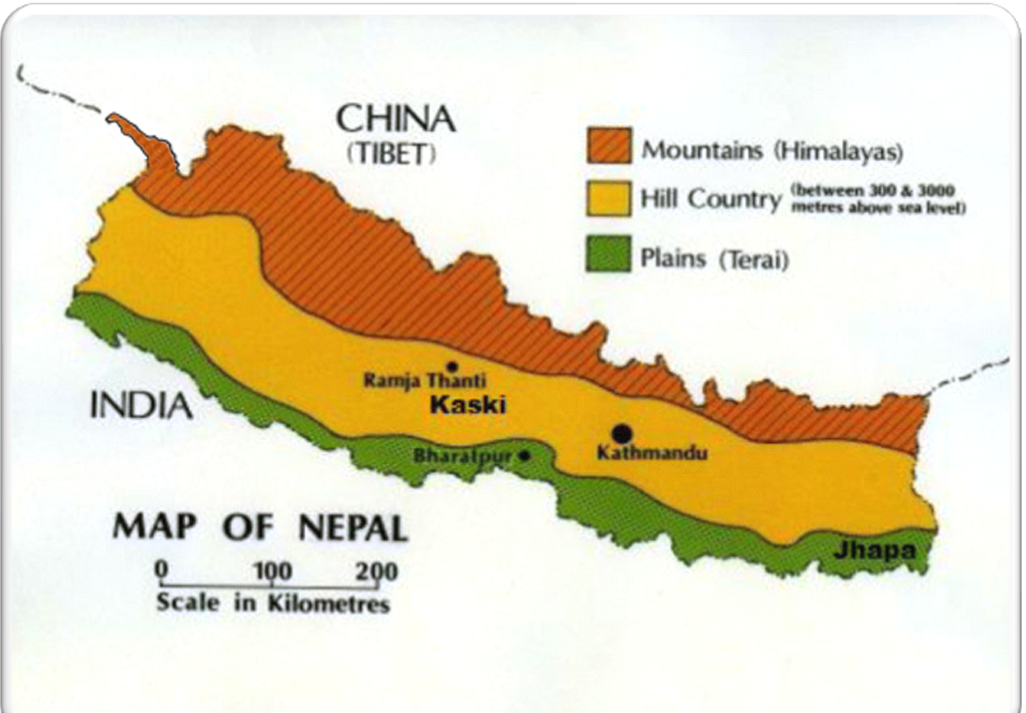 CHINA
(TIBET)
Mountains (Himalayas)
Hill Country (between 300 & 3000
metres above sea level)
Plains (Terai)
Ramja Thanti
Kaski
INDIA
Kathmandu
Bharatpur
MAP OF NEPAL
Jhapa
0 100 200
Scale in Kilometres